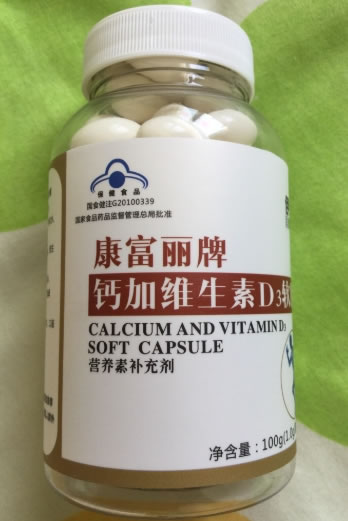 保健食品
国食健注G20100339
国家食品药品监督管理总局批准
康富丽牌
钙加维生素D₃软
CALCIUM AND VITAMIN D₃
SOFT CAPSULE
营养素补充剂
净含量：100g(1.0g